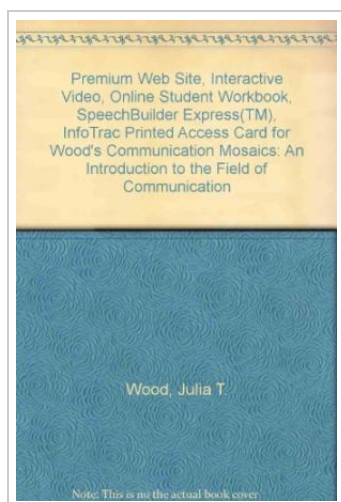 Premium Web Site, Interactive
Video, Online Student Workbook,
SpeechBuilder Express(TM),
InfoTrac Printed Access Card for
Wood's Communication Mosaics: An
Introduction to the Field of
Communication
Wood, Julia T
Note: This is no the actual book cover